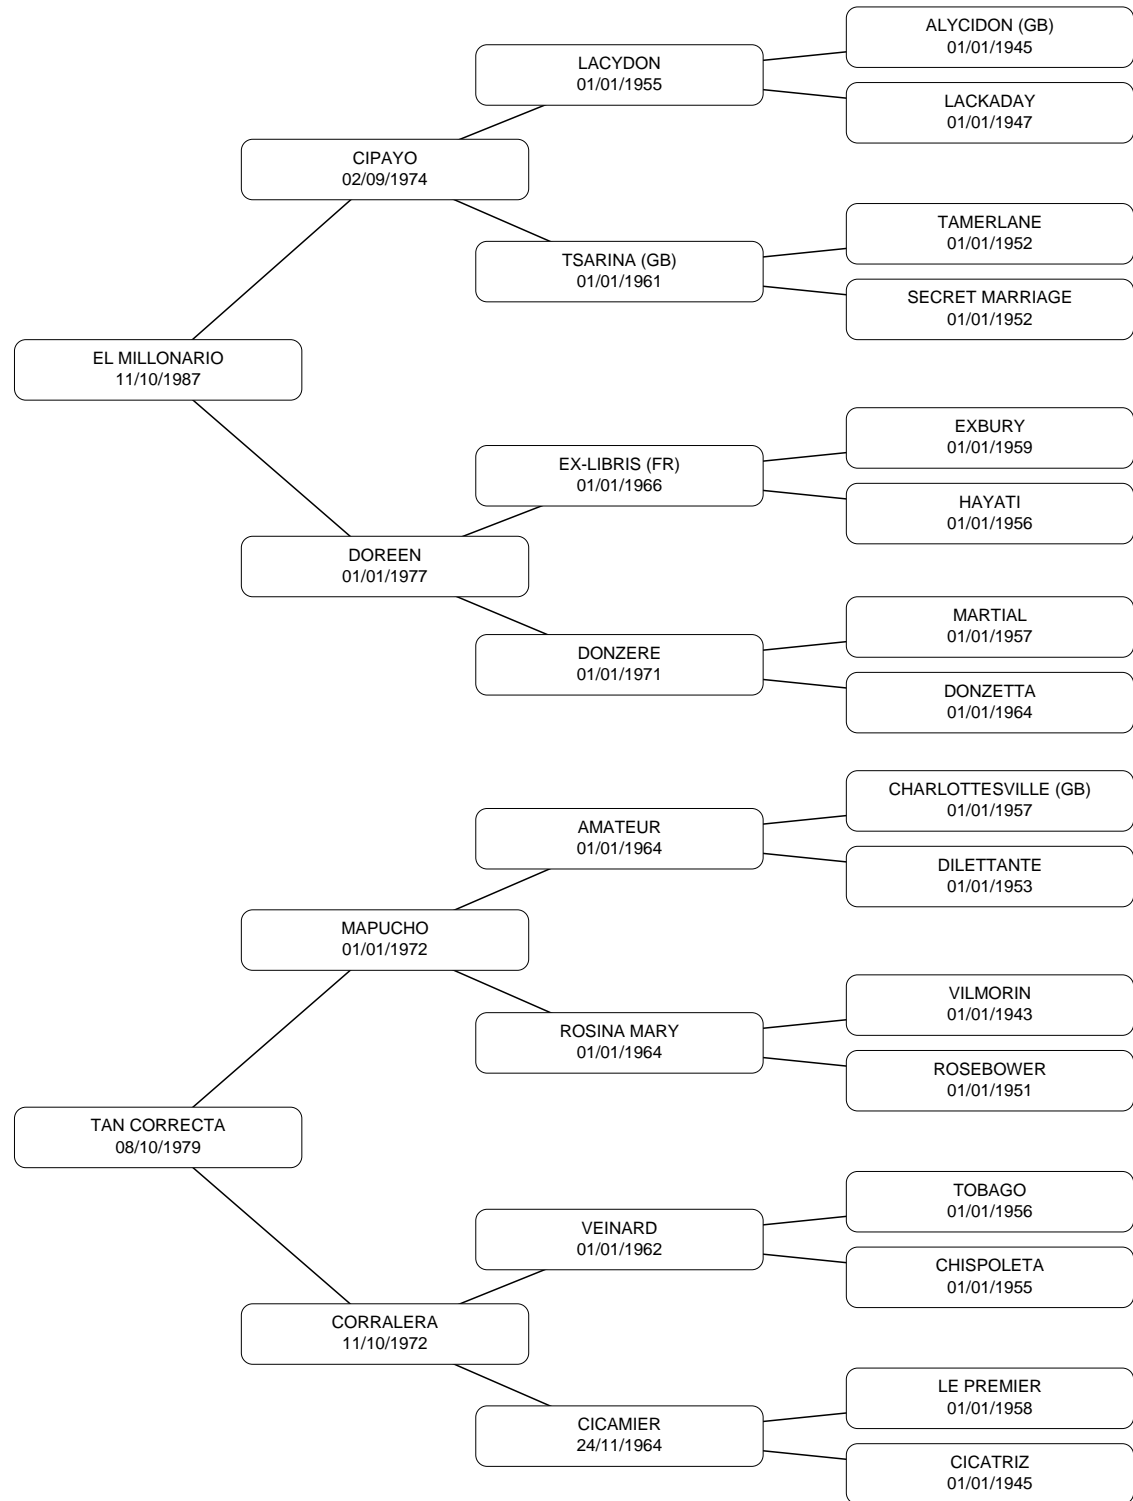 ALYCIDON (GB)
01/01/1945
LACYDON
01/01/1955
LACKADAY
01/01/1947
CIPAYO
02/09/1974
TAMERLANE
01/01/1952
TSARINA (GB)
01/01/1961
SECRET MARRIAGE
01/01/1952
EL MILLONARIO
11/10/1987
EXBURY
01/01/1959
EX-LIBRIS (FR)
01/01/1966
HAYATI
01/01/1956
DOREEN
01/01/1977
MARTIAL
01/01/1957
DONZERE
01/01/1971
DONZETTA
01/01/1964
CHARLOTTESVILLE (GB)
01/01/1957
AMATEUR
01/01/1964
DILETTANTE
01/01/1953
MAPUCHO
01/01/1972
VILMORIN
01/01/1943
ROSINA MARY
01/01/1964
ROSEBOWER
01/01/1951
TAN CORRECTA
08/10/1979
TOBAGO
01/01/1956
VEINARD
01/01/1962
CHISPOLETA
01/01/1955
CORRALERA
11/10/1972
LE PREMIER
01/01/1958
CICAMIER
24/11/1964
CICATRIZ
01/01/1945